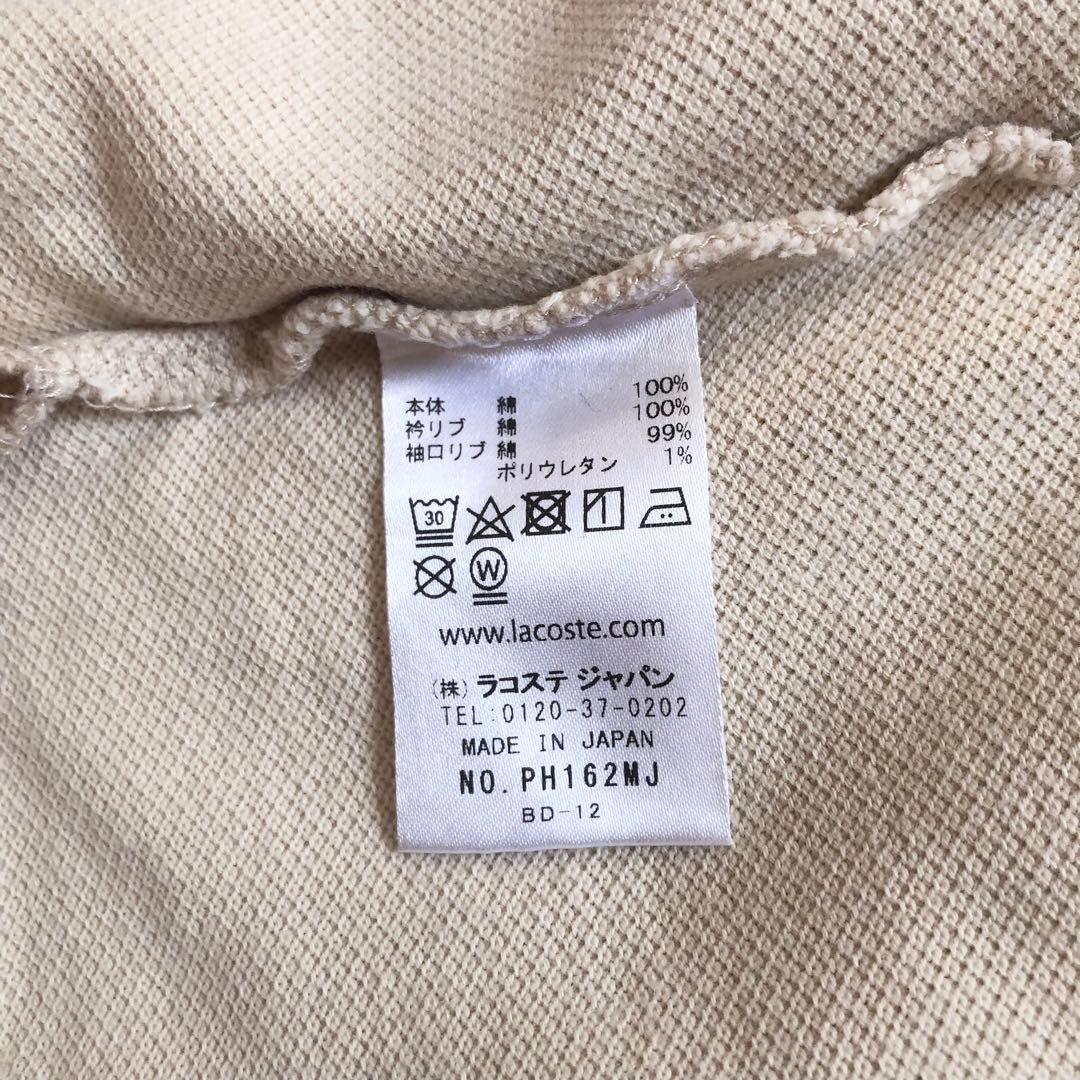 本体 綿 100%
衿リブ 綿 100%
袖口リブ 綿 99%
ポリウレタン 1%
30
W
www.lacoste.com
(株) ラコステ ジャパン
TEL:0120-37-0202
MADE IN JAPAN
NO. PH162MJ
BD-12